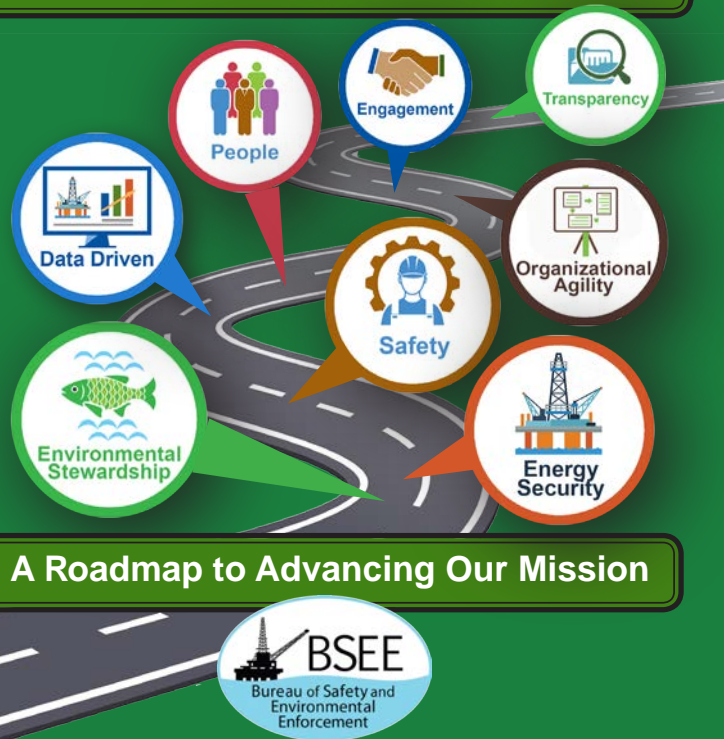 Engagement
Transparency
People
Data Driven
Organizational
Agility
Safety
Environmental
Stewardship
Energy
Security
A Roadmap to Advancing Our Mission
BSEE
Bureau of Safety and
Environmental
Enforcement